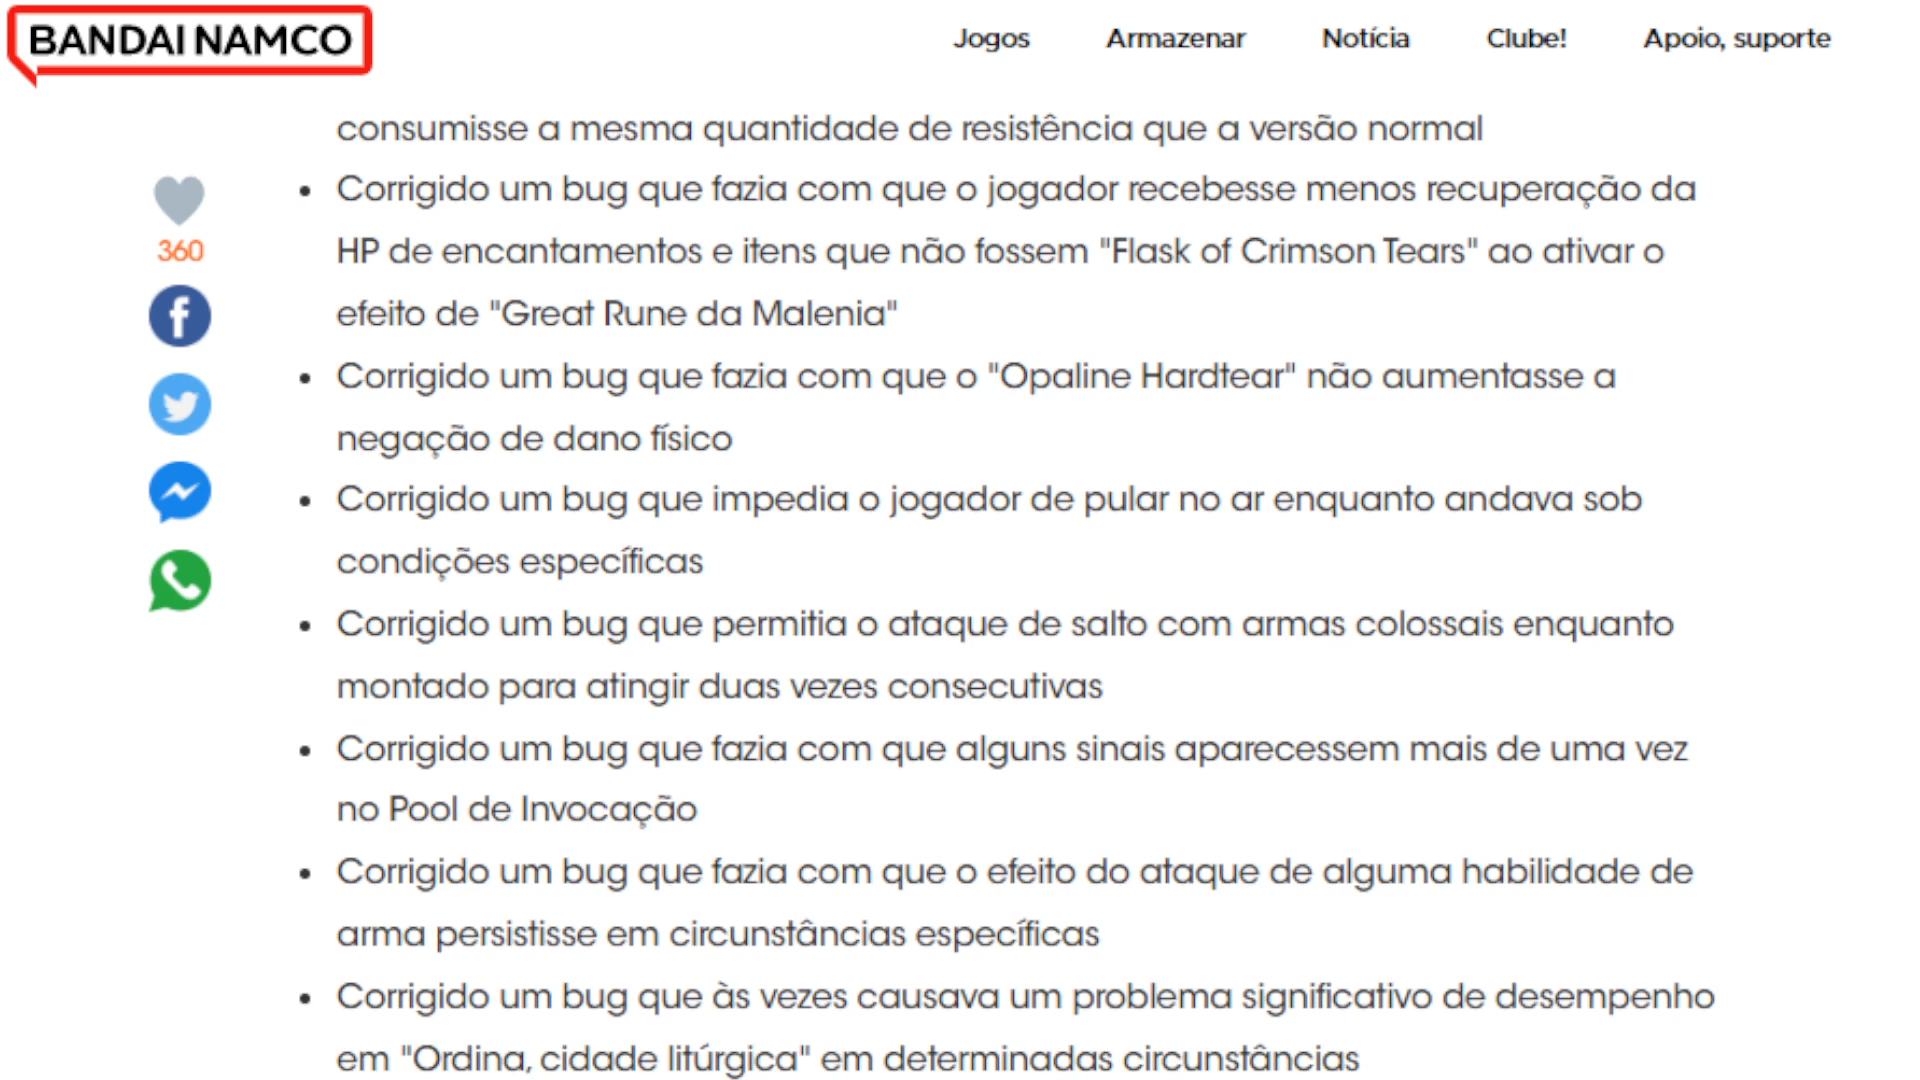 BANDAI NAMCO
Jogos Armazenar Notícia Clube! Apoio, suporte
360
consumisse a mesma quantidade de resistência que a versão normal
• Corrigido um bug que fazia com que o jogador recebesse menos recuperação da
HP de encantamentos e itens que não fossem "Flask of Crimson Tears" ao ativar o
efeito de "Great Rune da Malenia"
• Corrigido um bug que fazia com que o "Opaline Hardtear" não aumentasse a
negação de dano físico
• Corrigido um bug que impedia o jogador de pular no ar enquanto andava sob
condições específicas
• Corrigido um bug que permitia o ataque de salto com armas colossais enquanto
montado para atingir duas vezes consecutivas
• Corrigido um bug que fazia com que alguns sinais aparecessem mais de uma vez
no Pool de Invocação
• Corrigido um bug que fazia com que o efeito do ataque de alguma habilidade de
arma persistisse em circunstâncias específicas
• Corrigido um bug que às vezes causava um problema significativo de desempenho
em "Ordina, cidade litúrgica" em determinadas circunstâncias